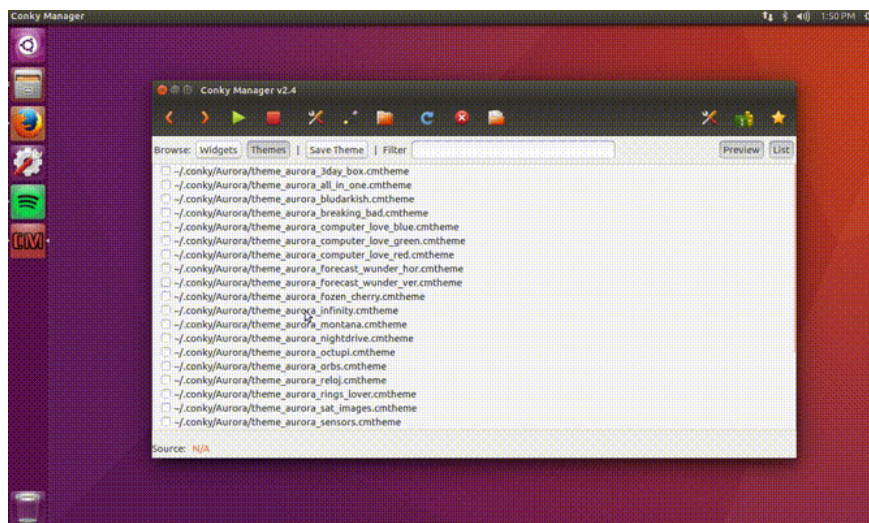 Conky Manager
1:50 PM
Conky Manager v2.4
Browse: Widgets Themes | Save Theme | Filter Preview List
~/.conky/Aurora/theme_aurora_3day_box.cmtheme
~/.conky/Aurora/theme_aurora_all_in_one.cmtheme
~/.conky/Aurora/theme_aurora_bludarkish.cmtheme
~/.conky/Aurora/theme_aurora_breaking_bad.cmtheme
~/.conky/Aurora/theme_aurora_computer_love_blue.cmtheme
~/.conky/Aurora/theme_aurora_computer_love_green.cmtheme
~/.conky/Aurora/theme_aurora_computer_love_red.cmtheme
~/.conky/Aurora/theme_aurora_forecast_wunder_hor.cmtheme
~/.conky/Aurora/theme_aurora_forecast_wunder_ver.cmtheme
~/.conky/Aurora/theme_aurora_fozen_cherry.cmtheme
~/.conky/Aurora/theme_aurora_infinity.cmtheme
~/.conky/Aurora/theme_aurora_montana.cmtheme
~/.conky/Aurora/theme_aurora_nightdrive.cmtheme
~/.conky/Aurora/theme_aurora_octupi.cmtheme
~/.conky/Aurora/theme_aurora_orbs.cmtheme
~/.conky/Aurora/theme_aurora_reloj.cmtheme
~/.conky/Aurora/theme_aurora_rings_lover.cmtheme
~/.conky/Aurora/theme_aurora_sat_images.cmtheme
~/.conky/Aurora/theme_aurora_sensors.cmtheme
Source: N/A
CM